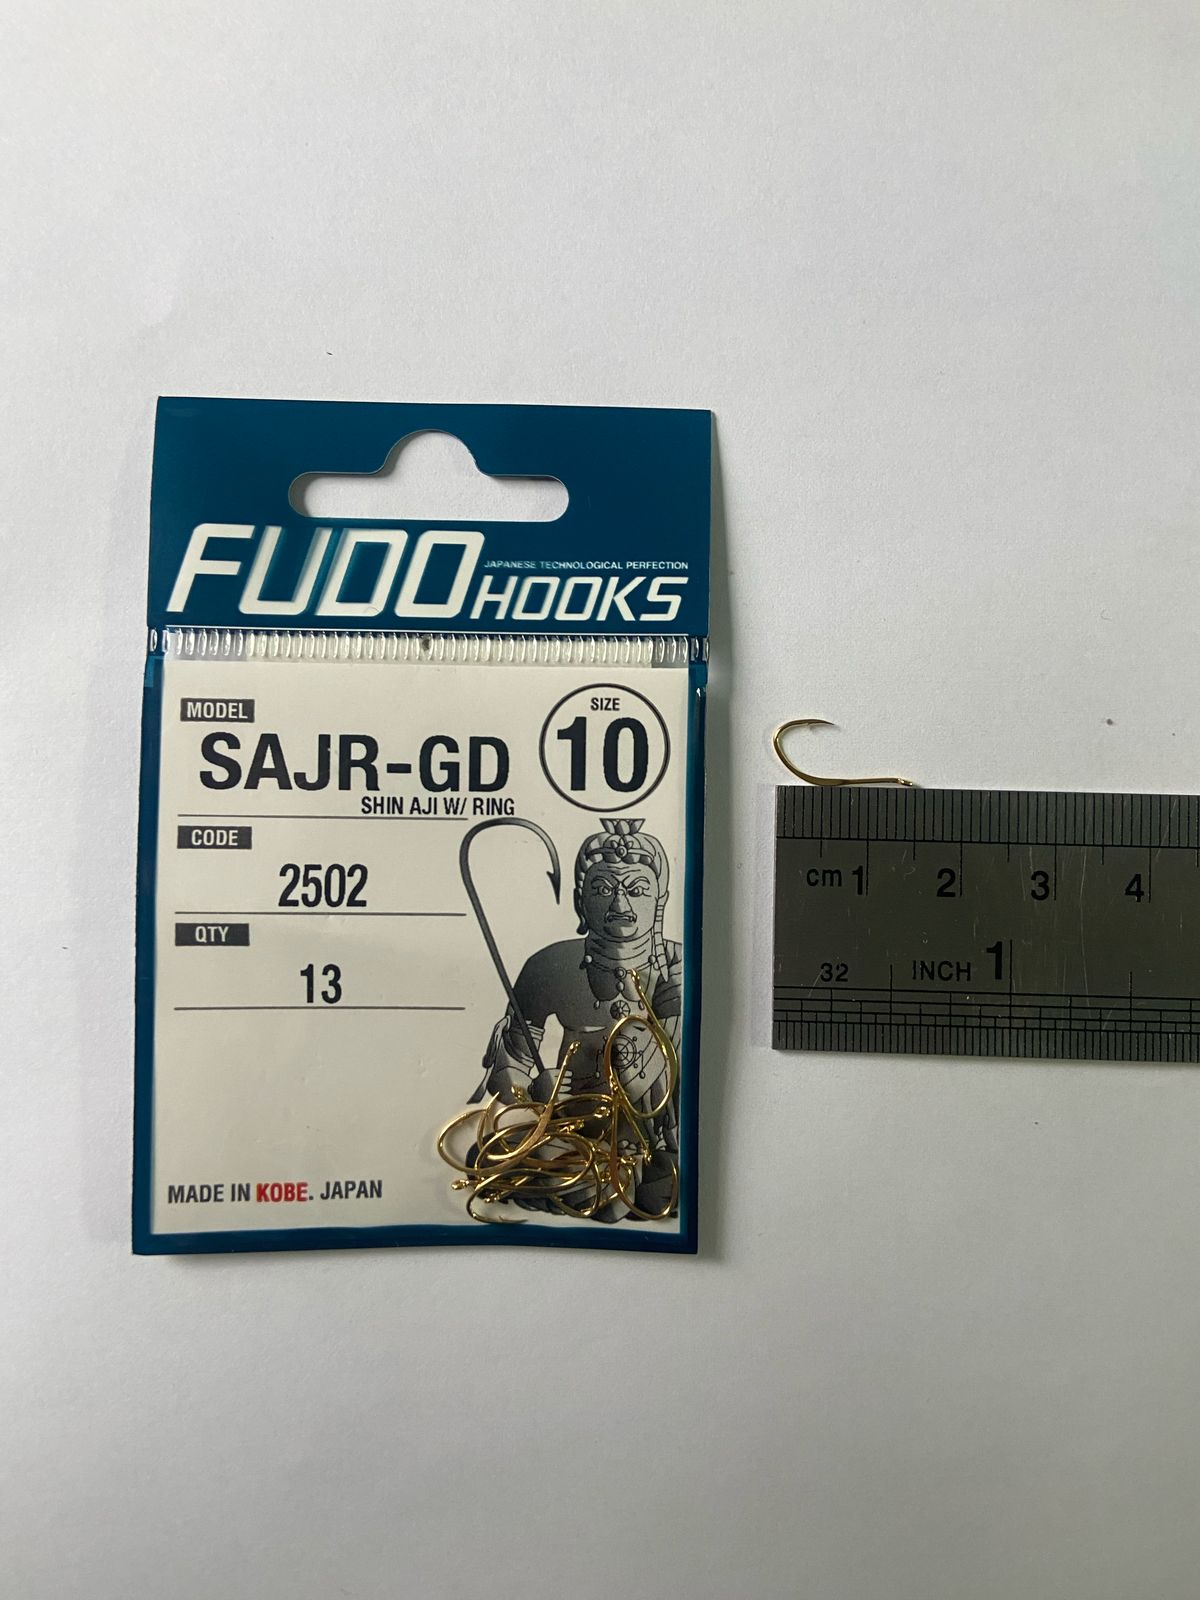 FUDO HOOKS
JAPANESE TECHNOLOGICAL PERFECTION
MODEL
SAJR-GD
SHIN AJI W/ RING
SIZE
10
CODE
2502
QTY
13
MADE IN KOBE. JAPAN
cm 1 2 3 4
32 INCH 1